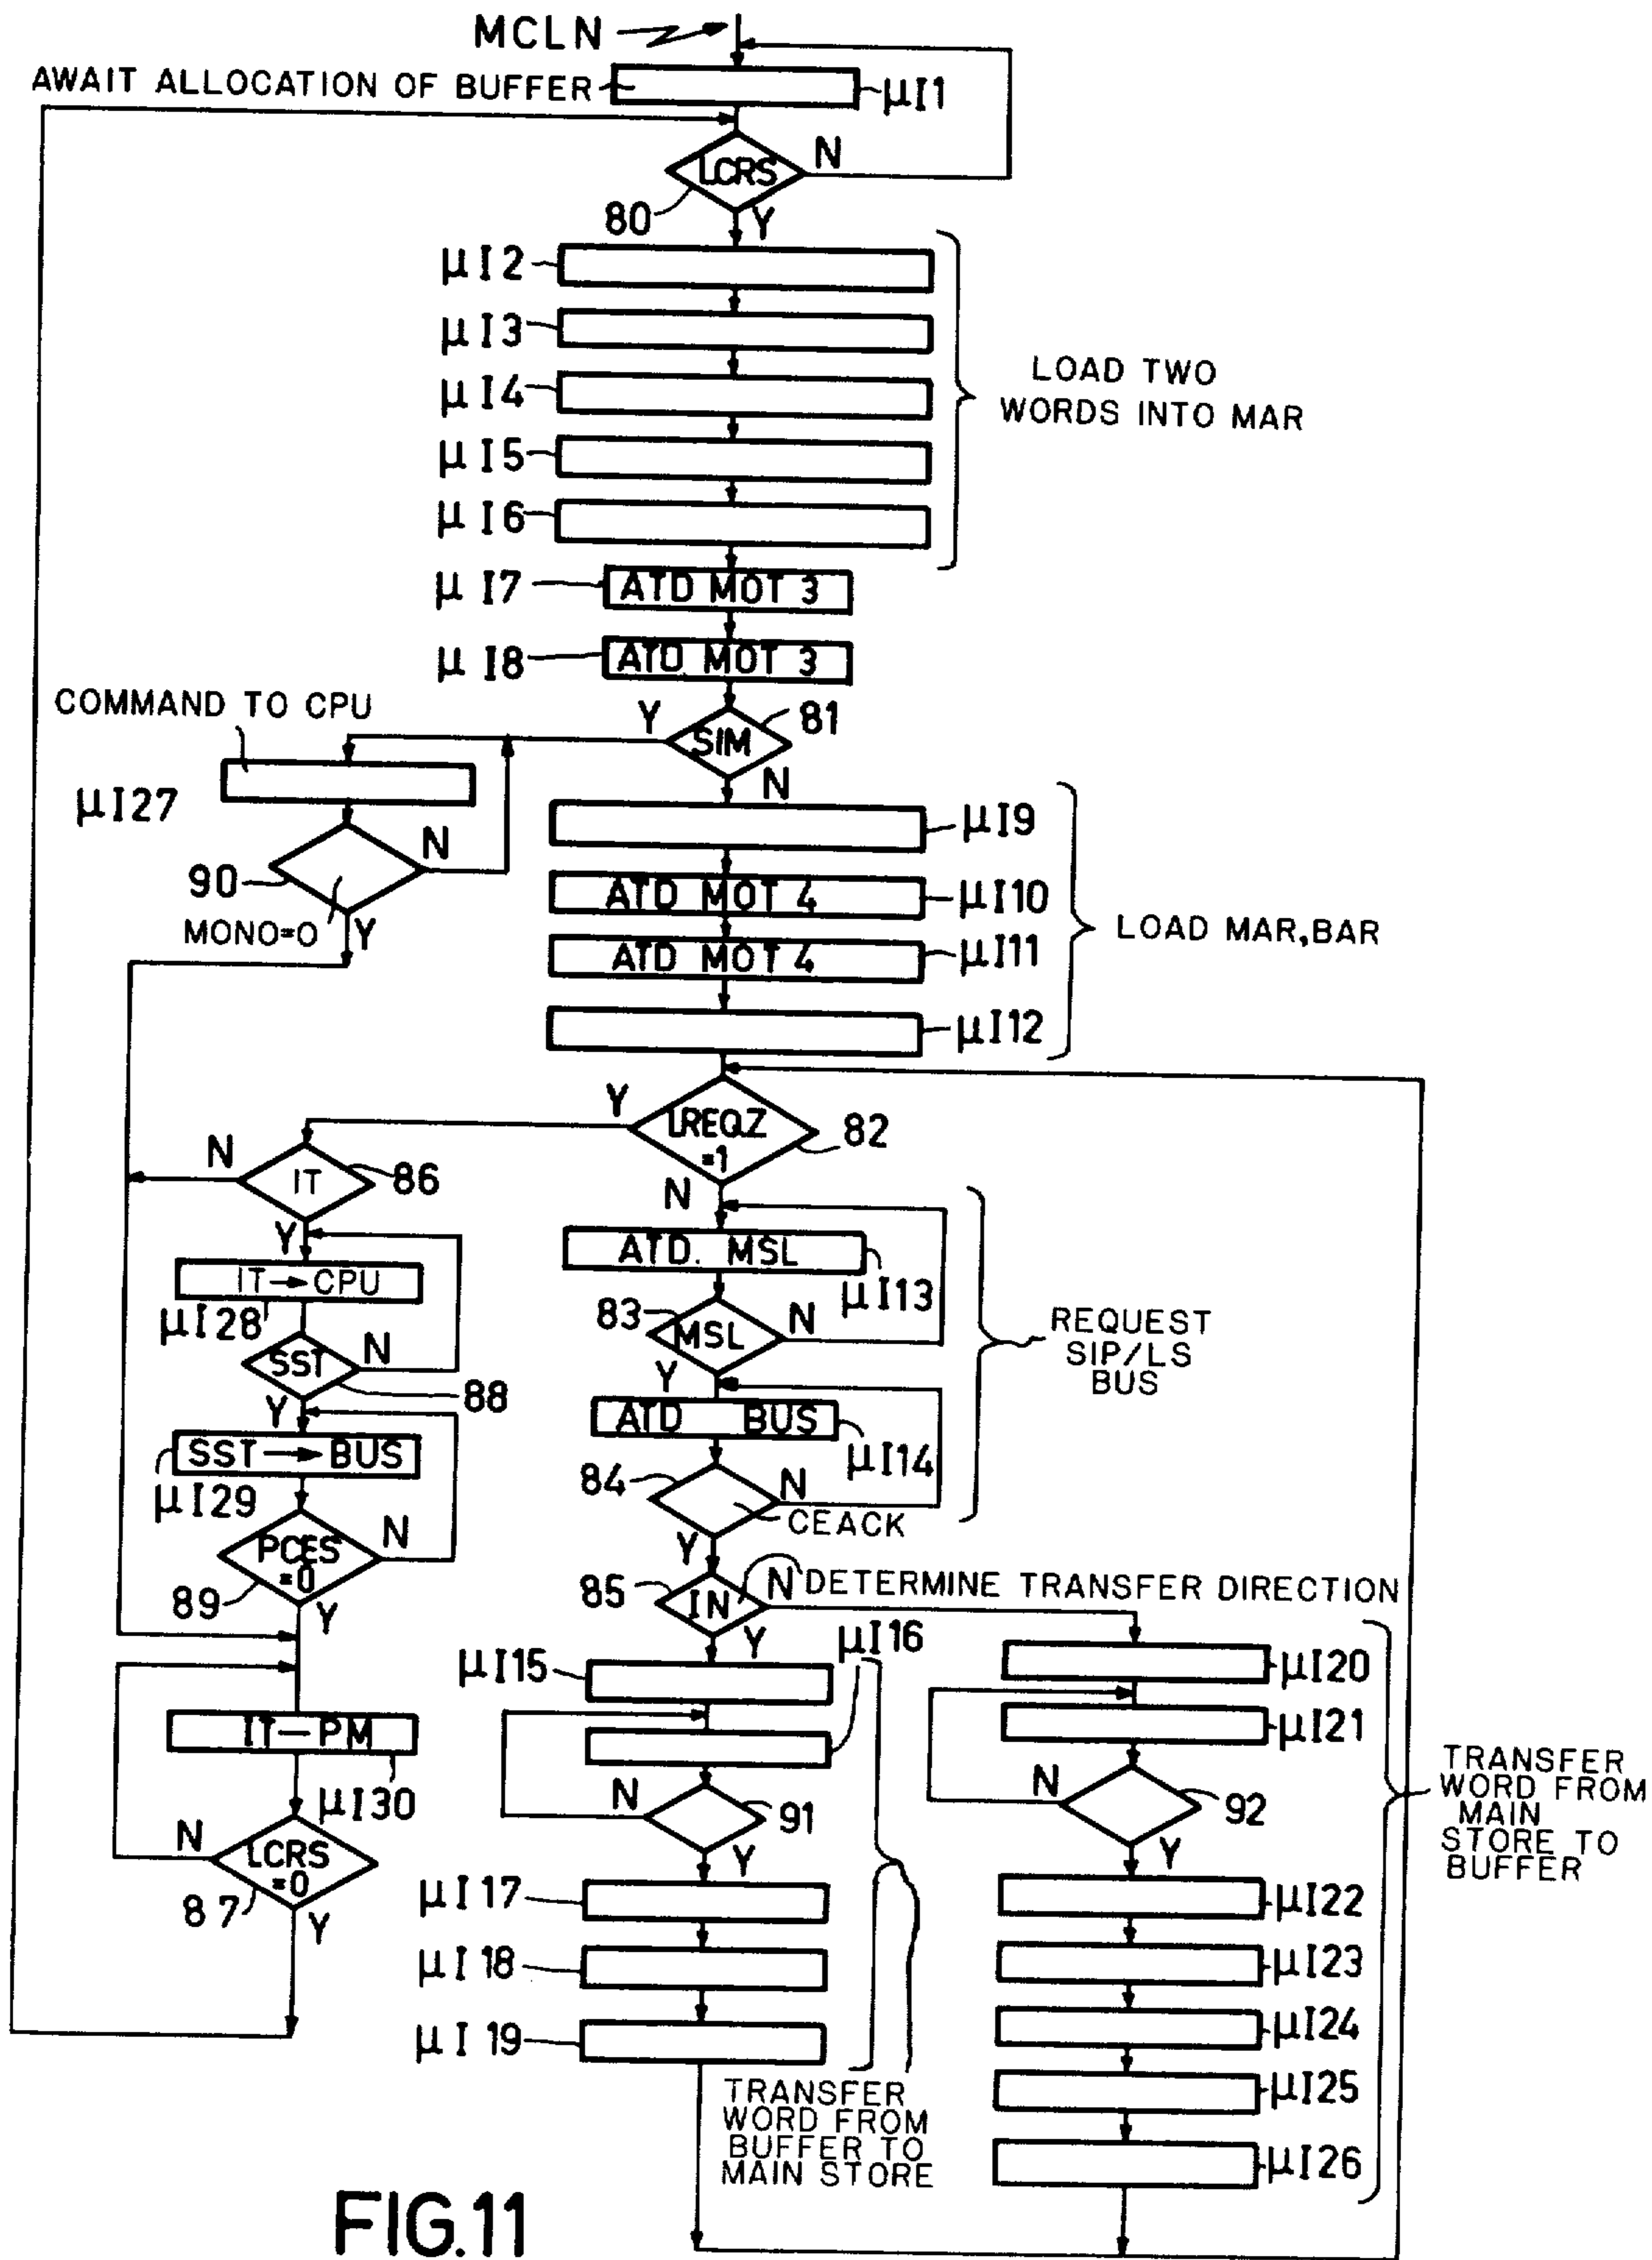 MCLN
AWAIT ALLOCATION OF BUFFER
μI1
LCRS
N
80
Y
μI2
μI3
μI4
μI5
μI6
LOAD TWO
WORDS INTO MAR
μI7
ATD MOT 3
μI8
ATD MOT 3
COMMAND TO CPU
Y
SIM
81
N
μI27
90
N
MONO=0
Y
μI9
ATD MOT 4
μI10
ATD MOT 4
μI11
μI12
LOAD MAR,BAR
Y
LREQZ
=1
82
N
N
IT
86
Y
IT→CPU
μI28
SST
N
88
Y
SST→BUS
μI29
PCES
=0
N
89
Y
IT—PM
μI30
N
LCRS
=0
87
Y
ATD. MSL
μI13
83
MSL
N
Y
ATD BUS
μI14
84
N
CEACK
Y
REQUEST
SIP/LS
BUS
85
IN
N
DETERMINE TRANSFER DIRECTION
Y
μI15
μI16
N
91
Y
μI17
μI18
μI19
TRANSFER
WORD FROM
BUFFER TO
MAIN STORE
μI20
μI21
N
92
Y
μI22
μI23
μI24
μI25
μI26
TRANSFER
WORD FROM
MAIN
STORE TO
BUFFER
FIG.11